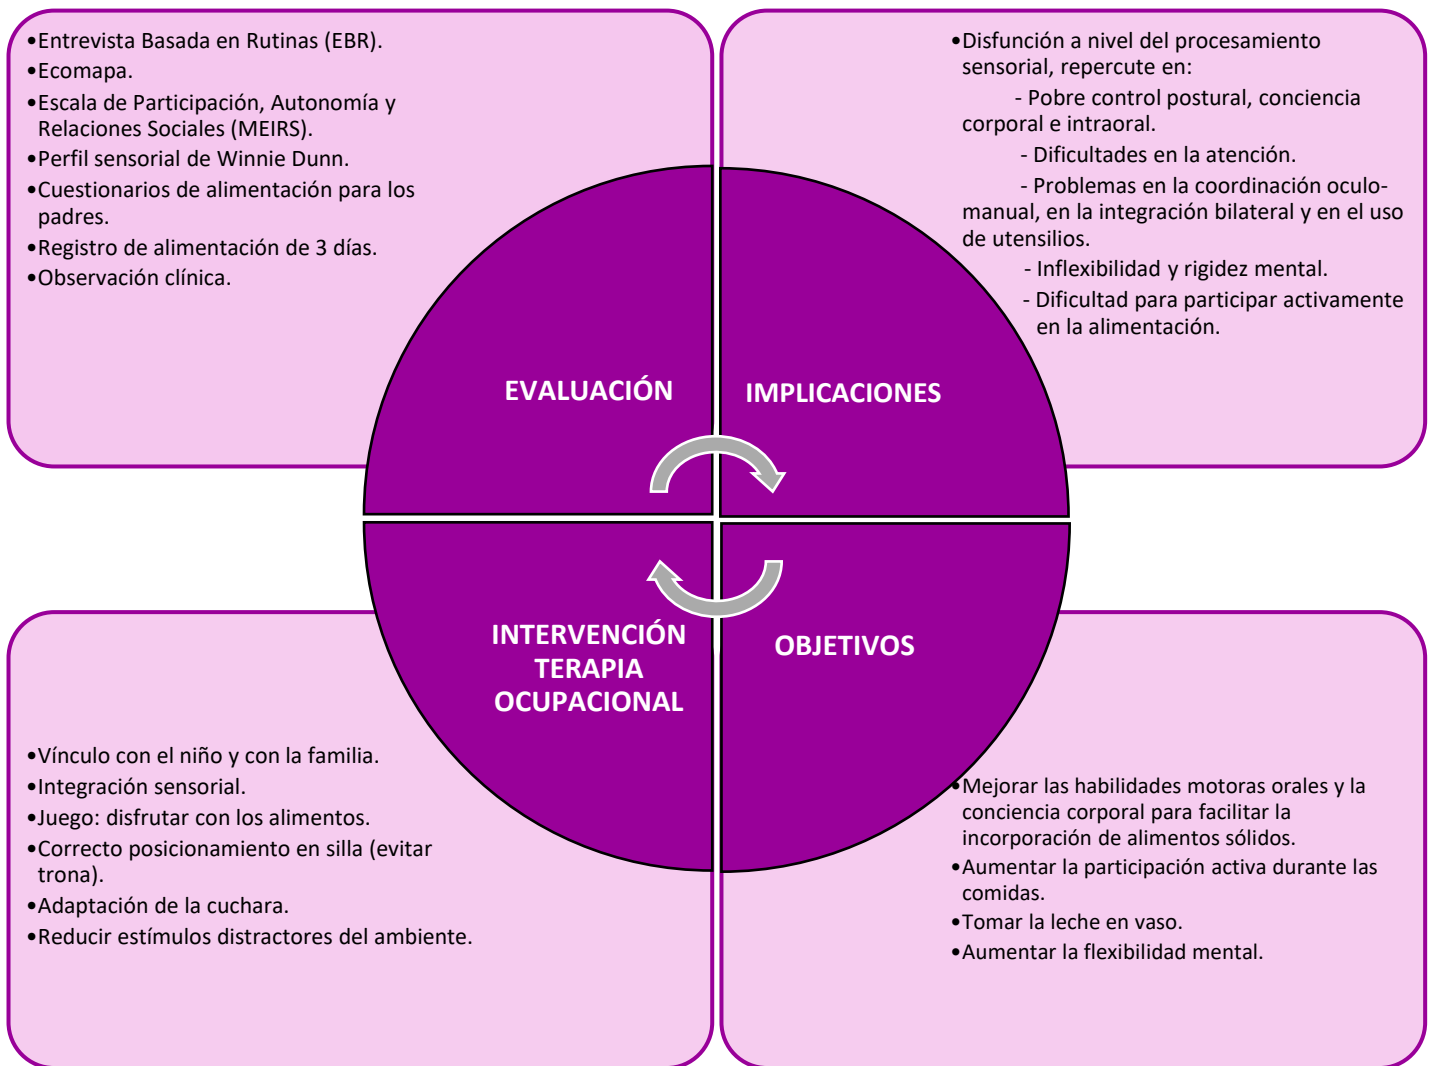 •Entrevista Basada en Rutinas (EBR).
•Ecomapa.
•Escala de Participación, Autonomía y
Relaciones Sociales (MEIRS).
•Perfil sensorial de Winnie Dunn.
•Cuestionarios de alimentación para los
padres.
•Registro de alimentación de 3 días.
•Observación clínica.
•Disfunción a nivel del procesamiento
sensorial, repercute en:
- Pobre control postural, conciencia
corporal e intraoral.
- Dificultades en la atención.
- Problemas en la coordinación oculo-
manual, en la integración bilateral y en el uso
de utensilios.
- Inflexibilidad y rigidez mental.
- Dificultad para participar activamente
en la alimentación.
EVALUACIÓN
IMPLICACIONES
INTERVENCIÓN
TERAPIA
OCUPACIONAL
OBJETIVOS
•Vínculo con el niño y con la familia.
•Integración sensorial.
•Juego: disfrutar con los alimentos.
•Correcto posicionamiento en silla (evitar
trona).
•Adaptación de la cuchara.
•Reducir estímulos distractores del ambiente.
•Mejorar las habilidades motoras orales y la
conciencia corporal para facilitar la
incorporación de alimentos sólidos.
•Aumentar la participación activa durante las
comidas.
•Tomar la leche en vaso.
•Aumentar la flexibilidad mental.